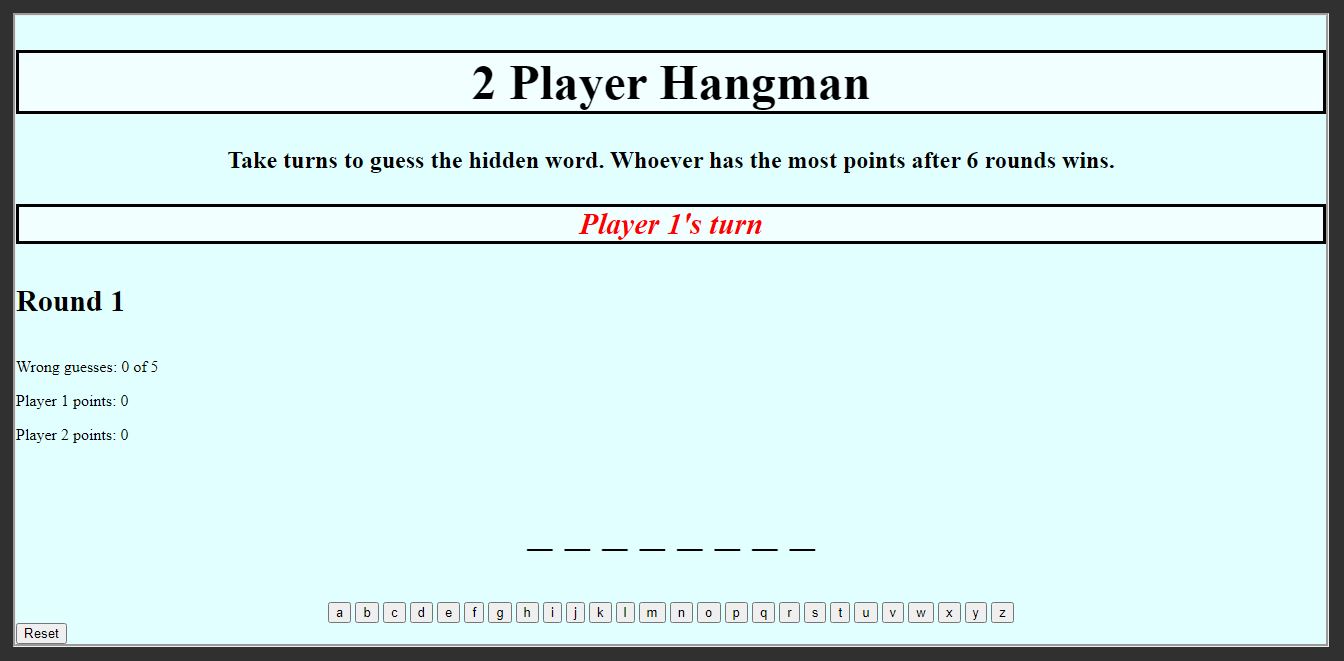 2 Player Hangman
Take turns to guess the hidden word. Whoever has the most points after 6 rounds wins.
Player 1's turn
Round 1
Wrong guesses: 0 of 5
Player 1 points: 0
Player 2 points: 0
_ _ _ _ _ _ _ _
a b c d e f g h i j k l m n o p q r s t u v w x y z
Reset